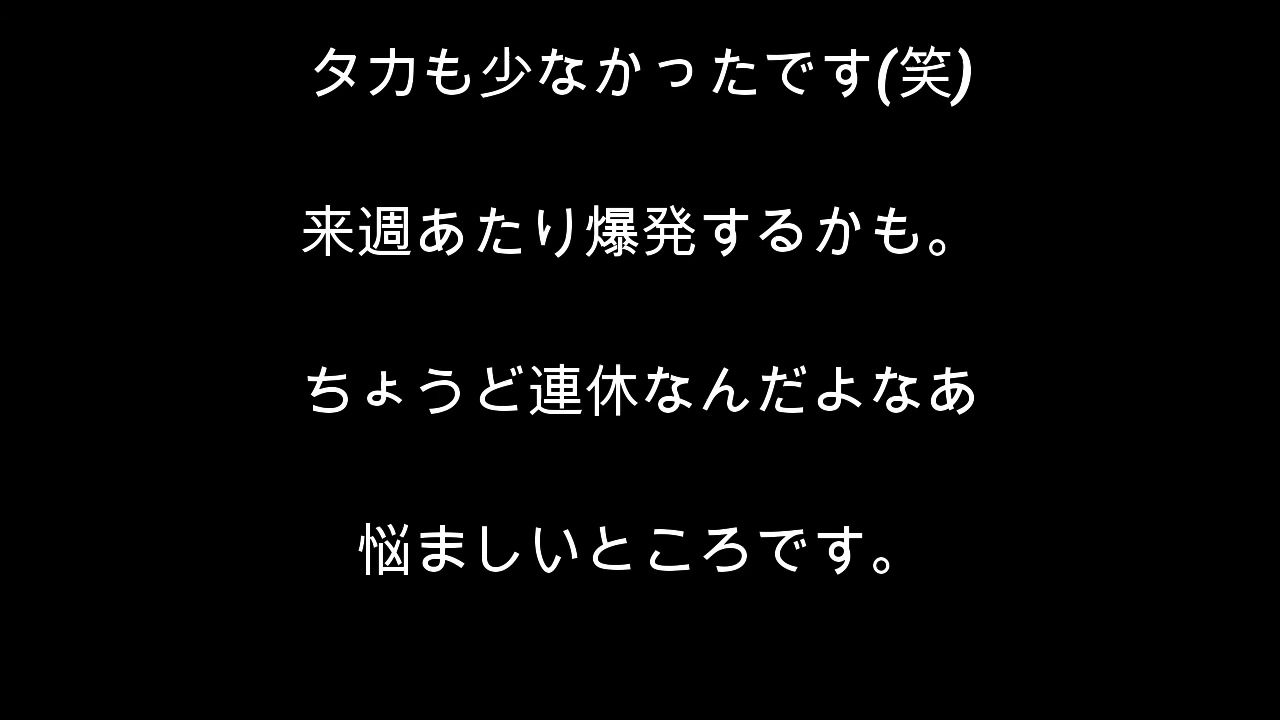 タカも少なかったです(笑)
来週あたり爆発するかも。
ちょうど連休なんだよなあ
悩ましいところです。